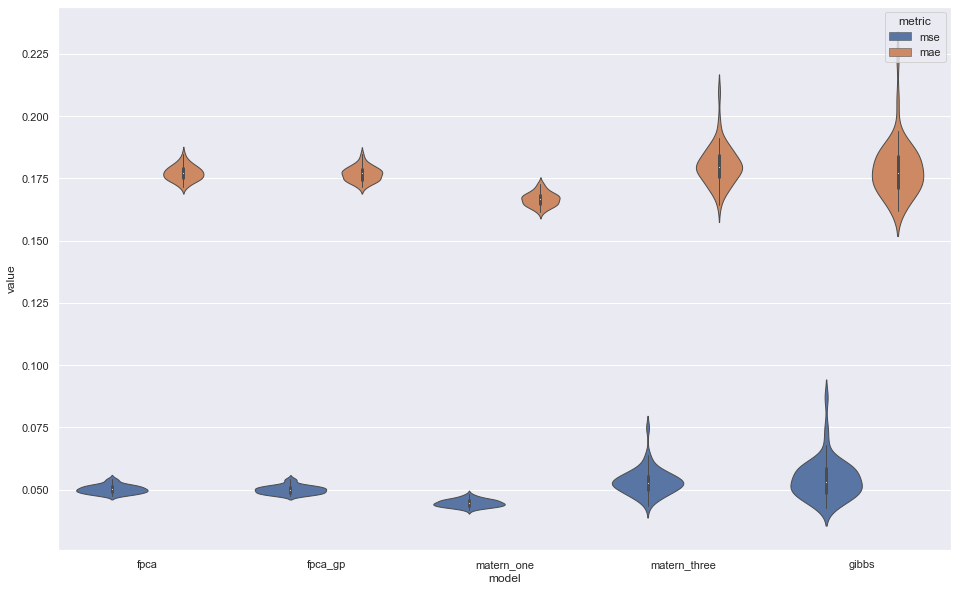 metric
mse
mae
0.225
0.200
0.175
0.150
0.125
0.100
0.075
0.050
value
fpca
fpca_gp
matern_one
matern_three
gibbs
model